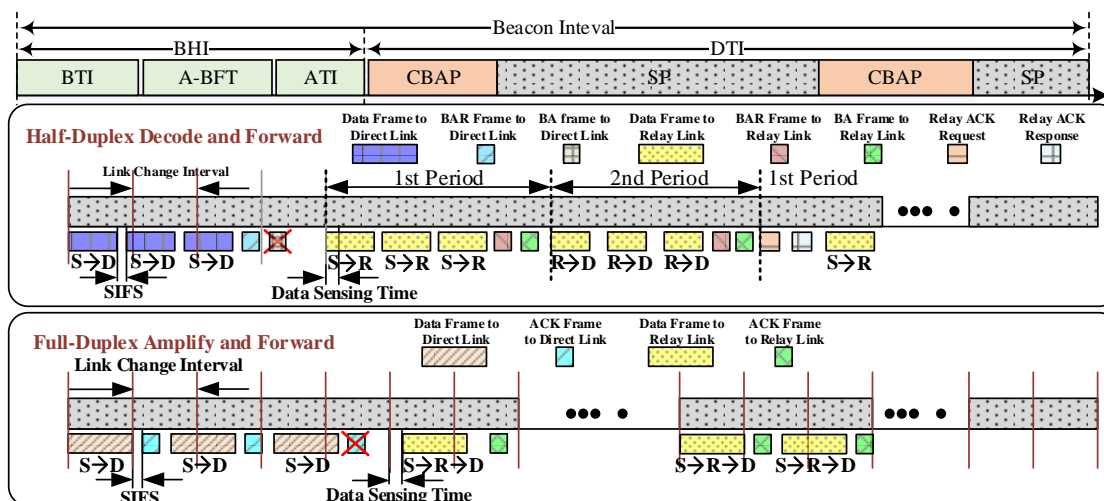 Beacon Inteval
BHI
DTI
BTI
A-BFT
ATI
CBAP
SP
CBAP
SP
Half-Duplex Decode and Forward
Data Frame to
Direct Link
BAR Frame to
Direct Link
BA frame to
Direct Link
Data Frame to
Relay Link
BAR Frame to
Relay Link
BA Frame to
Relay Link
Relay ACK
Request
Relay ACK
Response
Link Change Interval
1st Period
2nd Period
1st Period
S→D
S→D
S→D
S→R
S→R
S→R
R→D
R→D
R→D
S→R
SIFS
Data Sensing Time
Full-Duplex Amplify and Forward
Data Frame to
Direct Link
ACK Frame
to Direct Link
Data Frame to
Relay Link
ACK Frame
to Relay Link
Link Change Interval
S→D
S→D
S→D
S→R→D
S→R→D
S→R→D
SIFS
Data Sensing Time